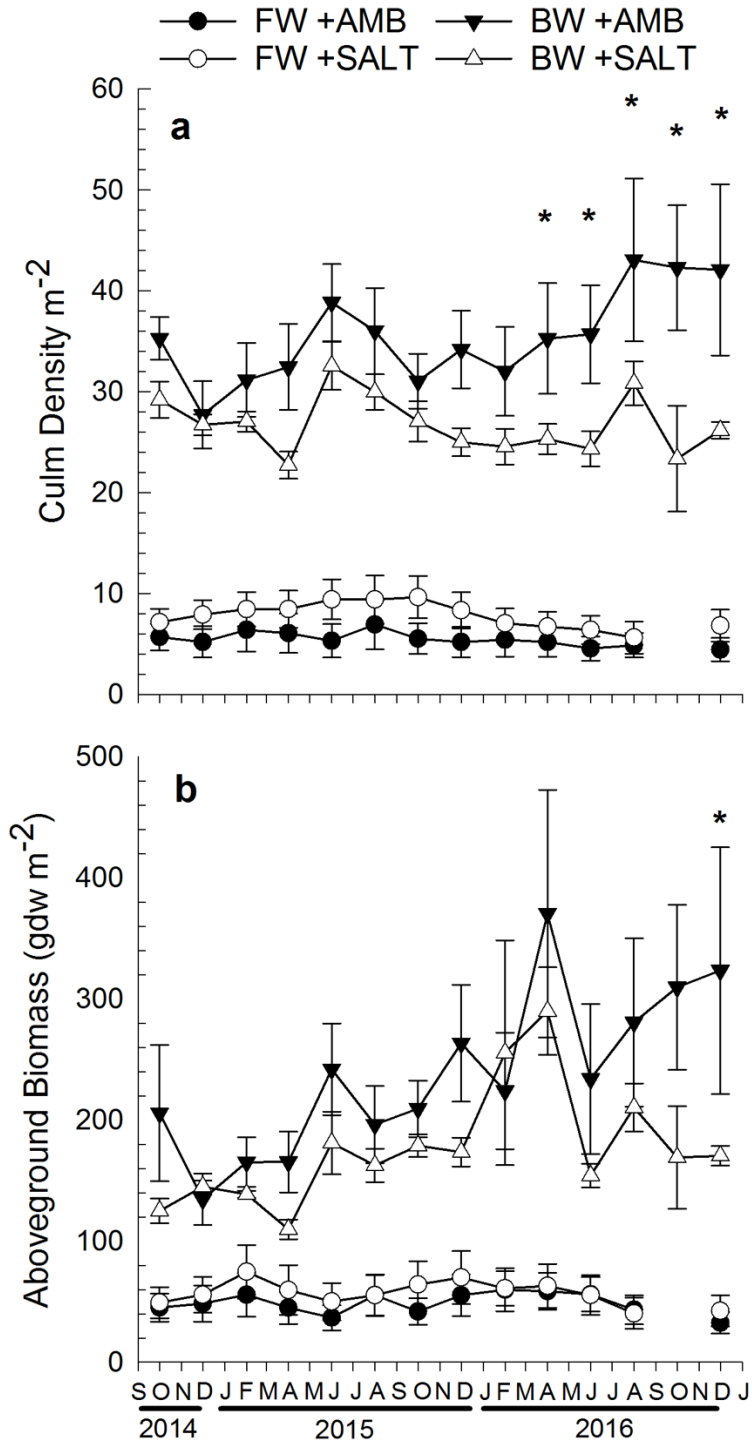 FW +AMB BW +AMB
FW +SALT BW +SALT
60
a
* * * * *
50
40
30
20
10
0
Culm Density m-2
500
b
*
400
300
200
100
0
Aboveground Biomass (gdw m-2
S O N D J F M A M J J A S O N D J F M A M J J A S O N D J
2014 2015 2016